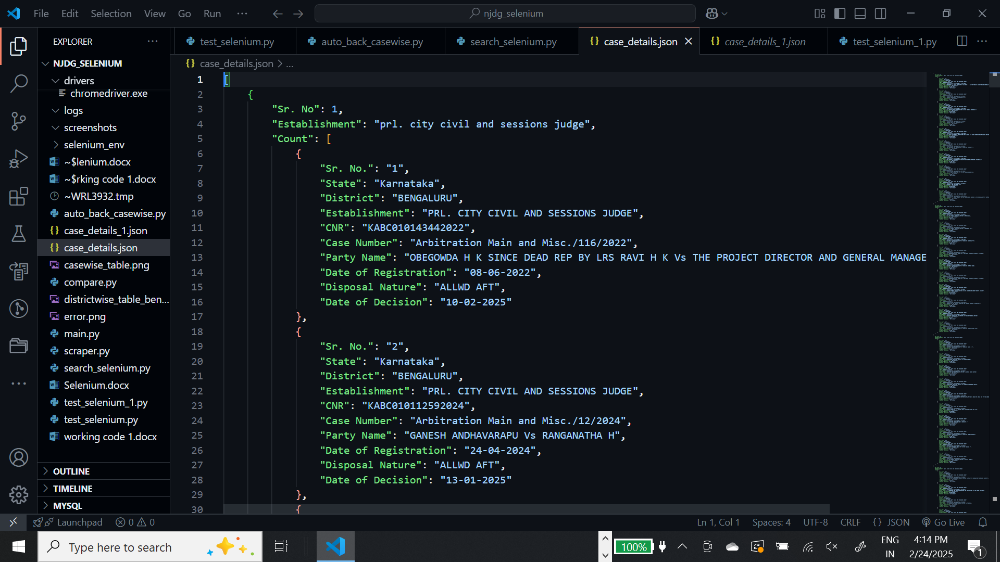 File Edit Selection View Go Run ··· njdg_selenium
EXPLORER ···
test_selenium.py auto_back_casewise.py search_selenium.py {} case_details.json {} case_details_1.json test_selenium_1.py ···
NJDG_SELENIUM
drivers
chromedriver.exe
logs
screenshots
selenium_env
~$lenium.docx
~$rking code 1.docx
~WRL3932.tmp
auto_back_casewise.py
{} case_details_1.json
{} case_details.json
casewise_table.png
compare.py
districtwise_table_ben...
error.png
main.py
scraper.py
search_selenium.py
Selenium.docx
test_selenium_1.py
test_selenium.py
working code 1.docx
OUTLINE
TIMELINE
MYSQL
{} case_details.json > ...
1 [
2 {
3 "Sr. No": 1,
4 "Establishment": "prl. city civil and sessions judge",
5 "Count": [
6 {
7 "Sr. No.": "1",
8 "State": "Karnataka",
9 "District": "BENGALURU",
10 "Establishment": "PRL. CITY CIVIL AND SESSIONS JUDGE",
11 "CNR": "KABC010143442022",
12 "Case Number": "Arbitration Main and Misc./116/2022",
13 "Party Name": "OBEGOWDA H K SINCE DEAD REP BY LRS RAVI H K Vs THE PROJECT DIRECTOR AND GENERAL MANAGE
14 "Date of Registration": "08-06-2022",
15 "Disposal Nature": "ALLWD AFT",
16 "Date of Decision": "10-02-2025"
17 },
18 {
19 "Sr. No.": "2",
20 "State": "Karnataka",
21 "District": "BENGALURU",
22 "Establishment": "PRL. CITY CIVIL AND SESSIONS JUDGE",
23 "CNR": "KABC010112592024",
24 "Case Number": "Arbitration Main and Misc./12/2024",
25 "Party Name": "GANESH ANDHAVARAPU Vs RANGANATHA H",
26 "Date of Registration": "24-04-2024",
27 "Disposal Nature": "ALLWD AFT",
28 "Date of Decision": "13-01-2025"
29 },
30 {
Launchpad 0 0 Ln 1, Col 1 Spaces: 4 UTF-8 CRLF {} JSON Go Live
Type here to search
100%
ENG
IN
4:14 PM
2/24/2025
1